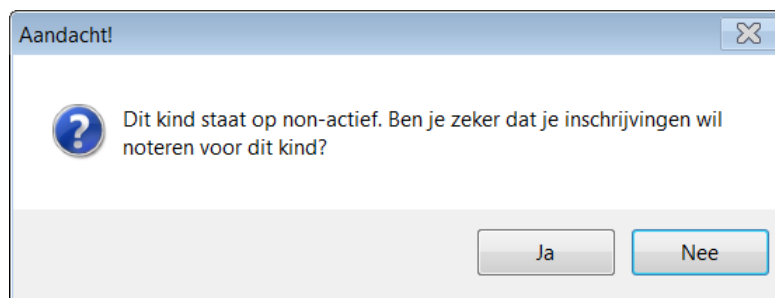 Aandacht!
Dit kind staat op non-actief. Ben je zeker dat je inschrijvingen wil
noteren voor dit kind?
Ja
Nee